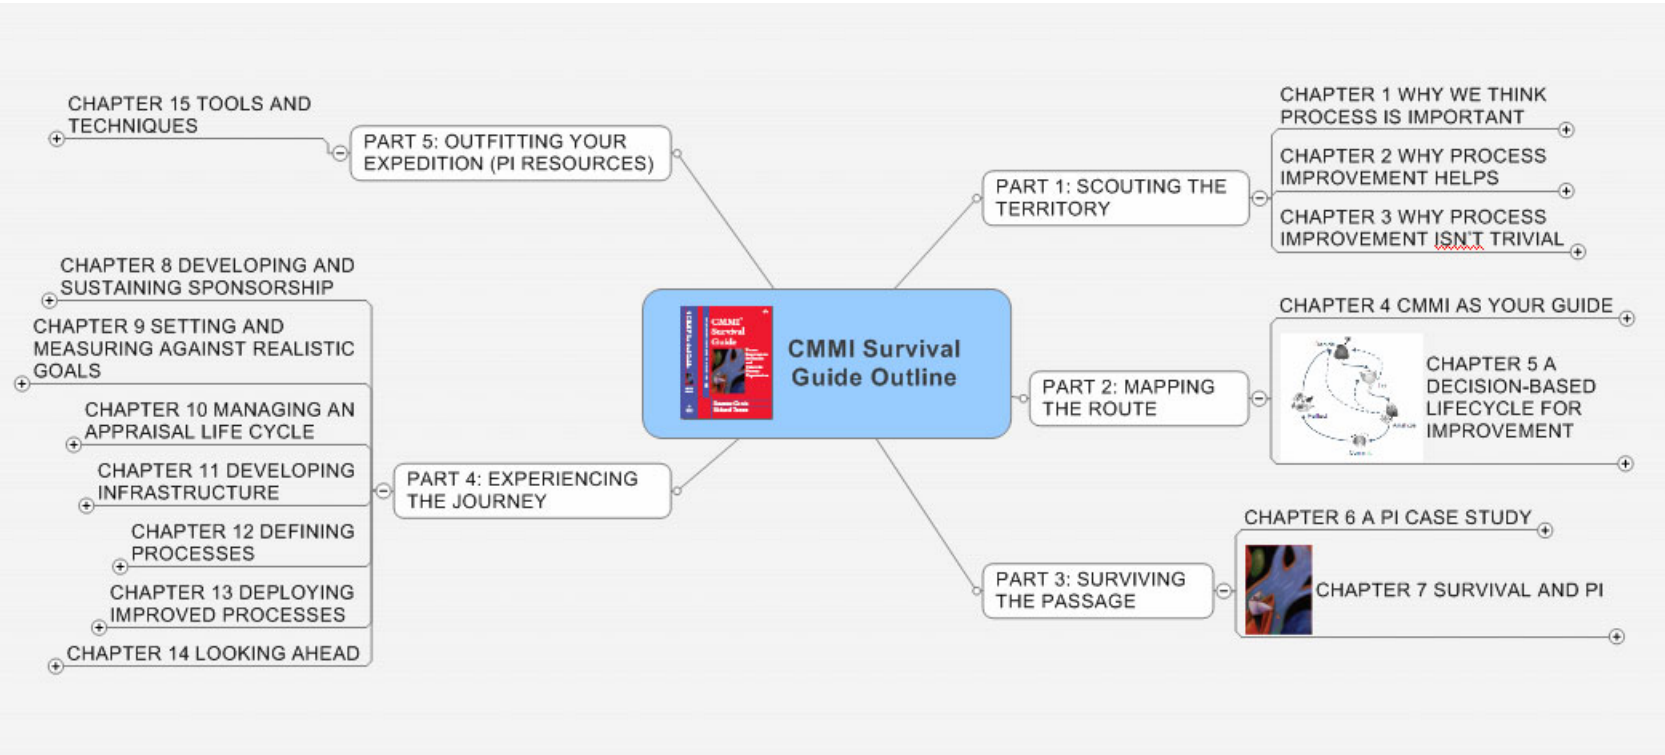 CHAPTER 15 TOOLS AND
TECHNIQUES
PART 5: OUTFITTING YOUR
EXPEDITION (PI RESOURCES)
CHAPTER 1 WHY WE THINK
PROCESS IS IMPORTANT
CHAPTER 2 WHY PROCESS
IMPROVEMENT HELPS
CHAPTER 3 WHY PROCESS
IMPROVEMENT ISN'T TRIVIAL
PART 1: SCOUTING THE
TERRITORY
CHAPTER 4 CMMI AS YOUR GUIDE
CHAPTER 5 A
DECISION-BASED
LIFECYCLE FOR
IMPROVEMENT
PART 2: MAPPING
THE ROUTE
CMMI Survival
Guide Outline
CMMI
Survival
Guide
CHAPTER 6 A PI CASE STUDY
CHAPTER 7 SURVIVAL AND PI
PART 3: SURVIVING
THE PASSAGE
PART 4: EXPERIENCING
THE JOURNEY
CHAPTER 8 DEVELOPING AND
SUSTAINING SPONSORSHIP
CHAPTER 9 SETTING AND
MEASURING AGAINST REALISTIC
GOALS
CHAPTER 10 MANAGING AN
APPRAISAL LIFE CYCLE
CHAPTER 11 DEVELOPING
INFRASTRUCTURE
CHAPTER 12 DEFINING
PROCESSES
CHAPTER 13 DEPLOYING
IMPROVED PROCESSES
CHAPTER 14 LOOKING AHEAD